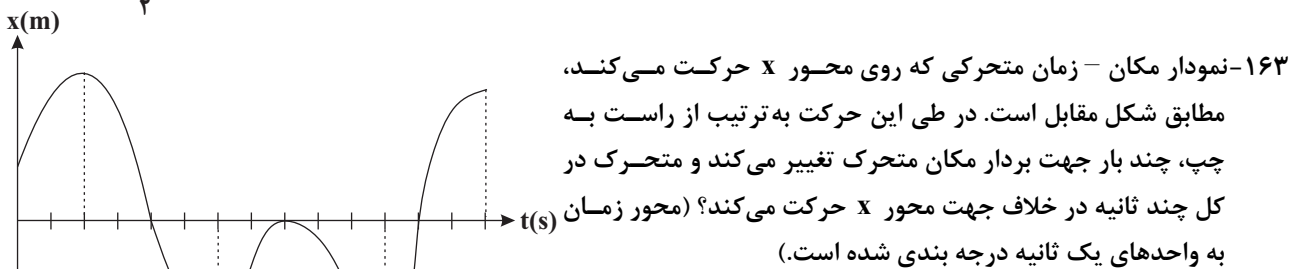 ۲
x(m)
۱۶۳-نمودار مکان – زمان متحرکی که روی محور x حرکت می‌کند،
مطابق شکل مقابل است. در طی این حرکت به ترتیب از راست به
چپ، چند بار جهت بردار مکان متحرک تغییر می‌کند و متحرک در
کل چند ثانیه در خلاف جهت محور x حرکت می‌کند؟ (محور زمان
t(s)
به واحدهای یک ثانیه درجه بندی شده است.)